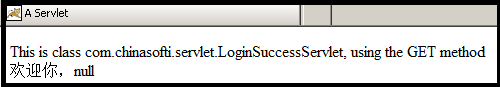 A Servlet
This is class com.chinasofti.servlet.LoginSuccessServlet, using the GET method
欢迎你，null